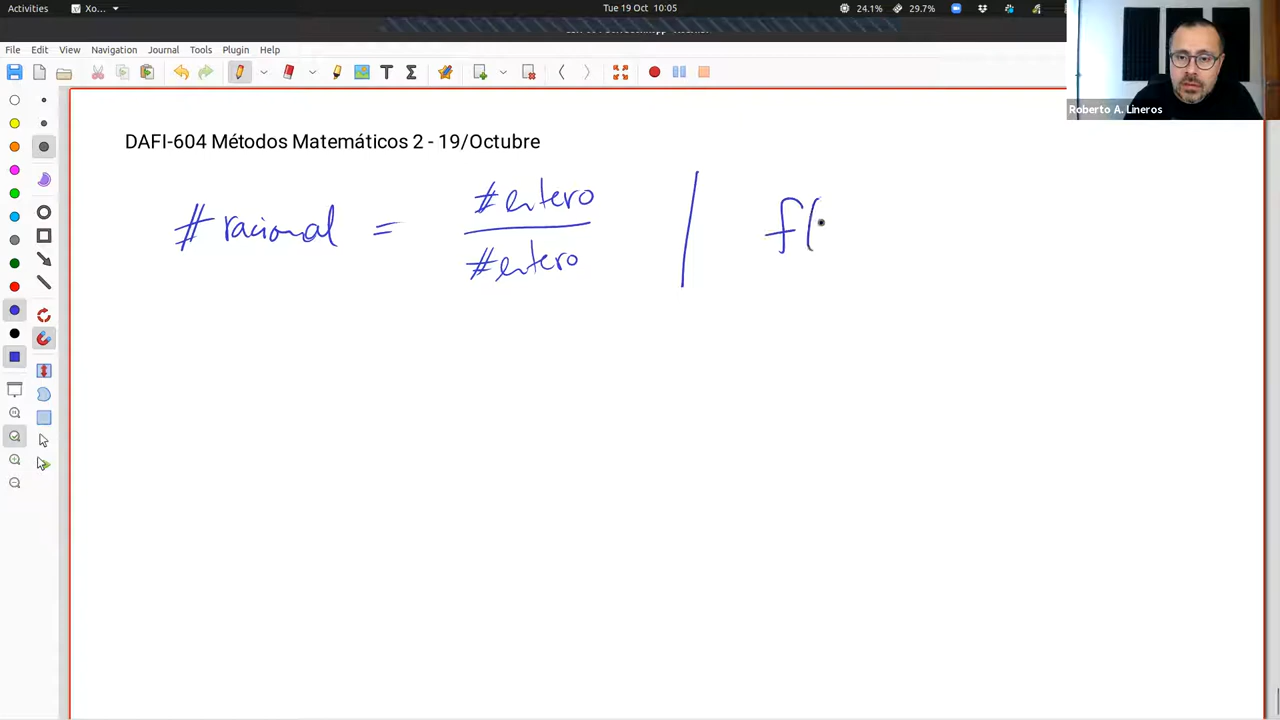 Activities
Xo...
Tue 19 Oct 10:05
24.1%
29.7%
File Edit View Navigation Journal Tools Plugin Help
Roberto A. Lineros
DAFI-604 Métodos Matemáticos 2 - 19/Octubre
#racional = #entero
#entero
f(